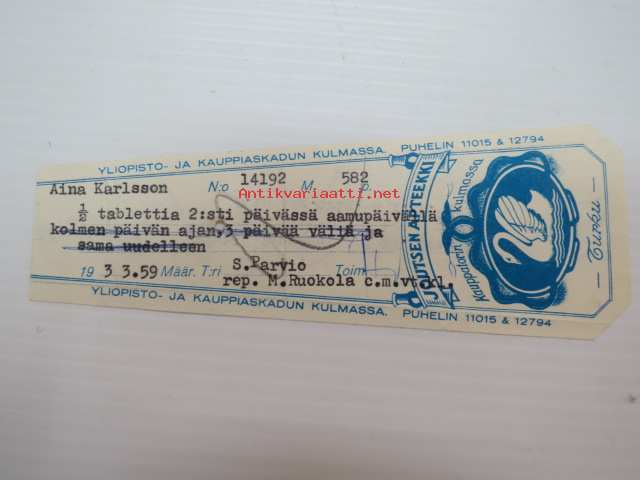 YLIOPISTO- JA KAUPPIASKADUN KULMASSA. PUHELIN 11015 & 12794
Aina Karlsson N:o 14192 M. 582 p.
Antikvariaatti.net
½ tablettia 2:sti päivässä aamupäivällä
kolmen päivän ajan, 3 päivää väliä ja
sama uudelleen
19 3 3.59 Määr. T:ri S.Parvio Toim.
rep. M.Ruokola c.m.vt.kl.
YLIOPISTO- JA KAUPPIASKADUN KULMASSA. PUHELIN 11015 & 12794
JOUTSEN APTEEKKI
Kauppatorin kulmassa
Turku